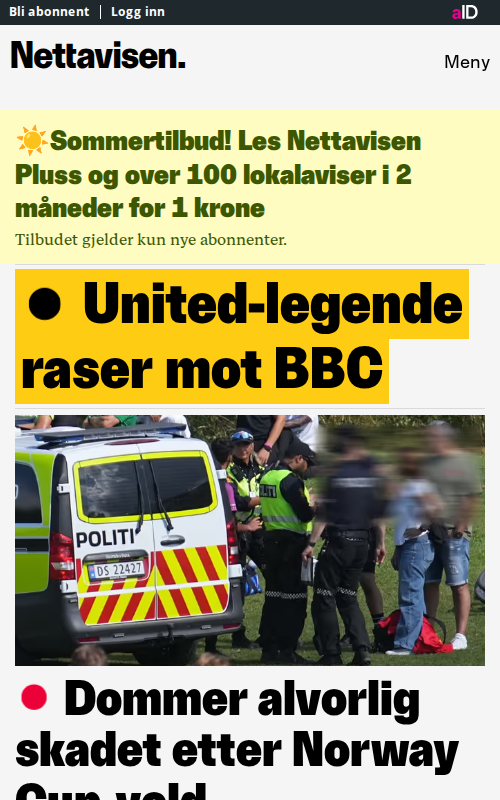 Bli abonnent
Logg inn
aID
Nettavisen.
Meny
Sommertilbud! Les Nettavisen
Pluss og over 100 lokalaviser i 2
måneder for 1 krone
Tilbudet gjelder kun nye abonnenter.
United-legende
raser mot BBC
POLITI
DS 22427
Dommer alvorlig
skadet etter Norway
Cup-vold